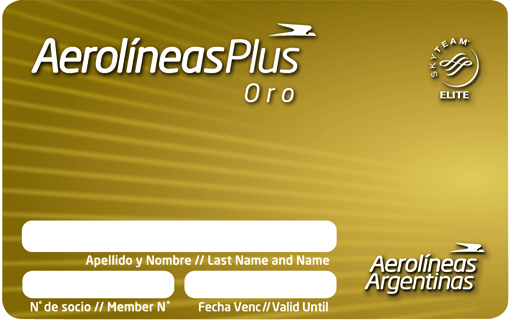 AerolíneasPlus
Oro
SKYTEAM
ELITE
Apellido y Nombre // Last Name and Name
N° de socio // Member N°
Fecha Venc // Valid Until
Aerolíneas
Argentinas